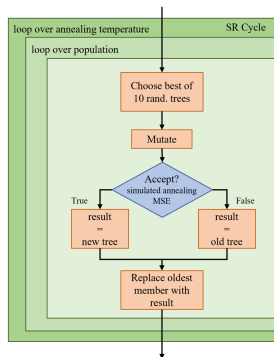 loop over annealing temperature
SR Cycle
loop over population
Choose best of
10 rand. trees
Mutate
Accept?
simulated annealing
MSE
True
False
result
=
new tree
result
=
old tree
Replace oldest
member with
result